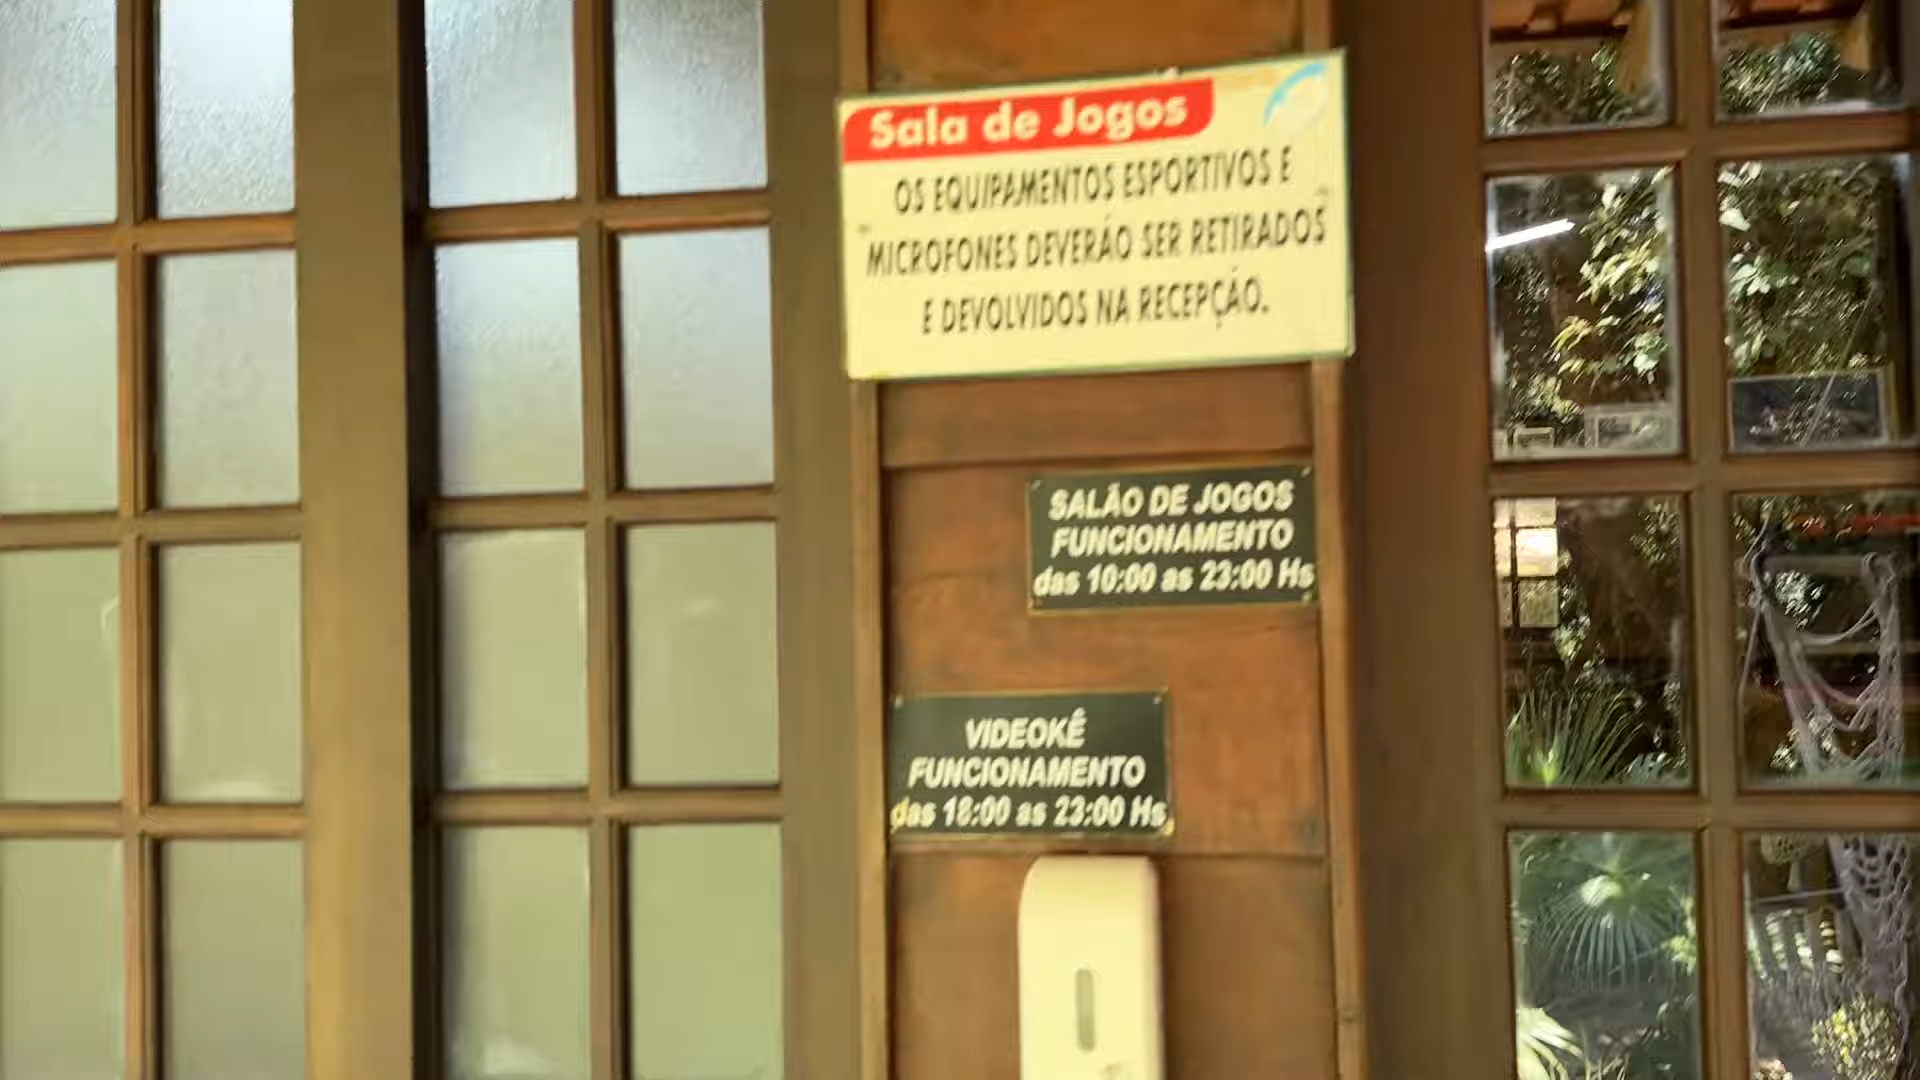 Sala de Jogos
OS EQUIPAMENTOS ESPORTIVOS E
MICROFONES DEVERÃO SER RETIRADOS
E DEVOLVIDOS NA RECEPÇÃO.
SALÃO DE JOGOS
FUNCIONAMENTO
das 10:00 as 23:00 Hs
VIDEOKÊ
FUNCIONAMENTO
das 18:00 as 23:00 Hs